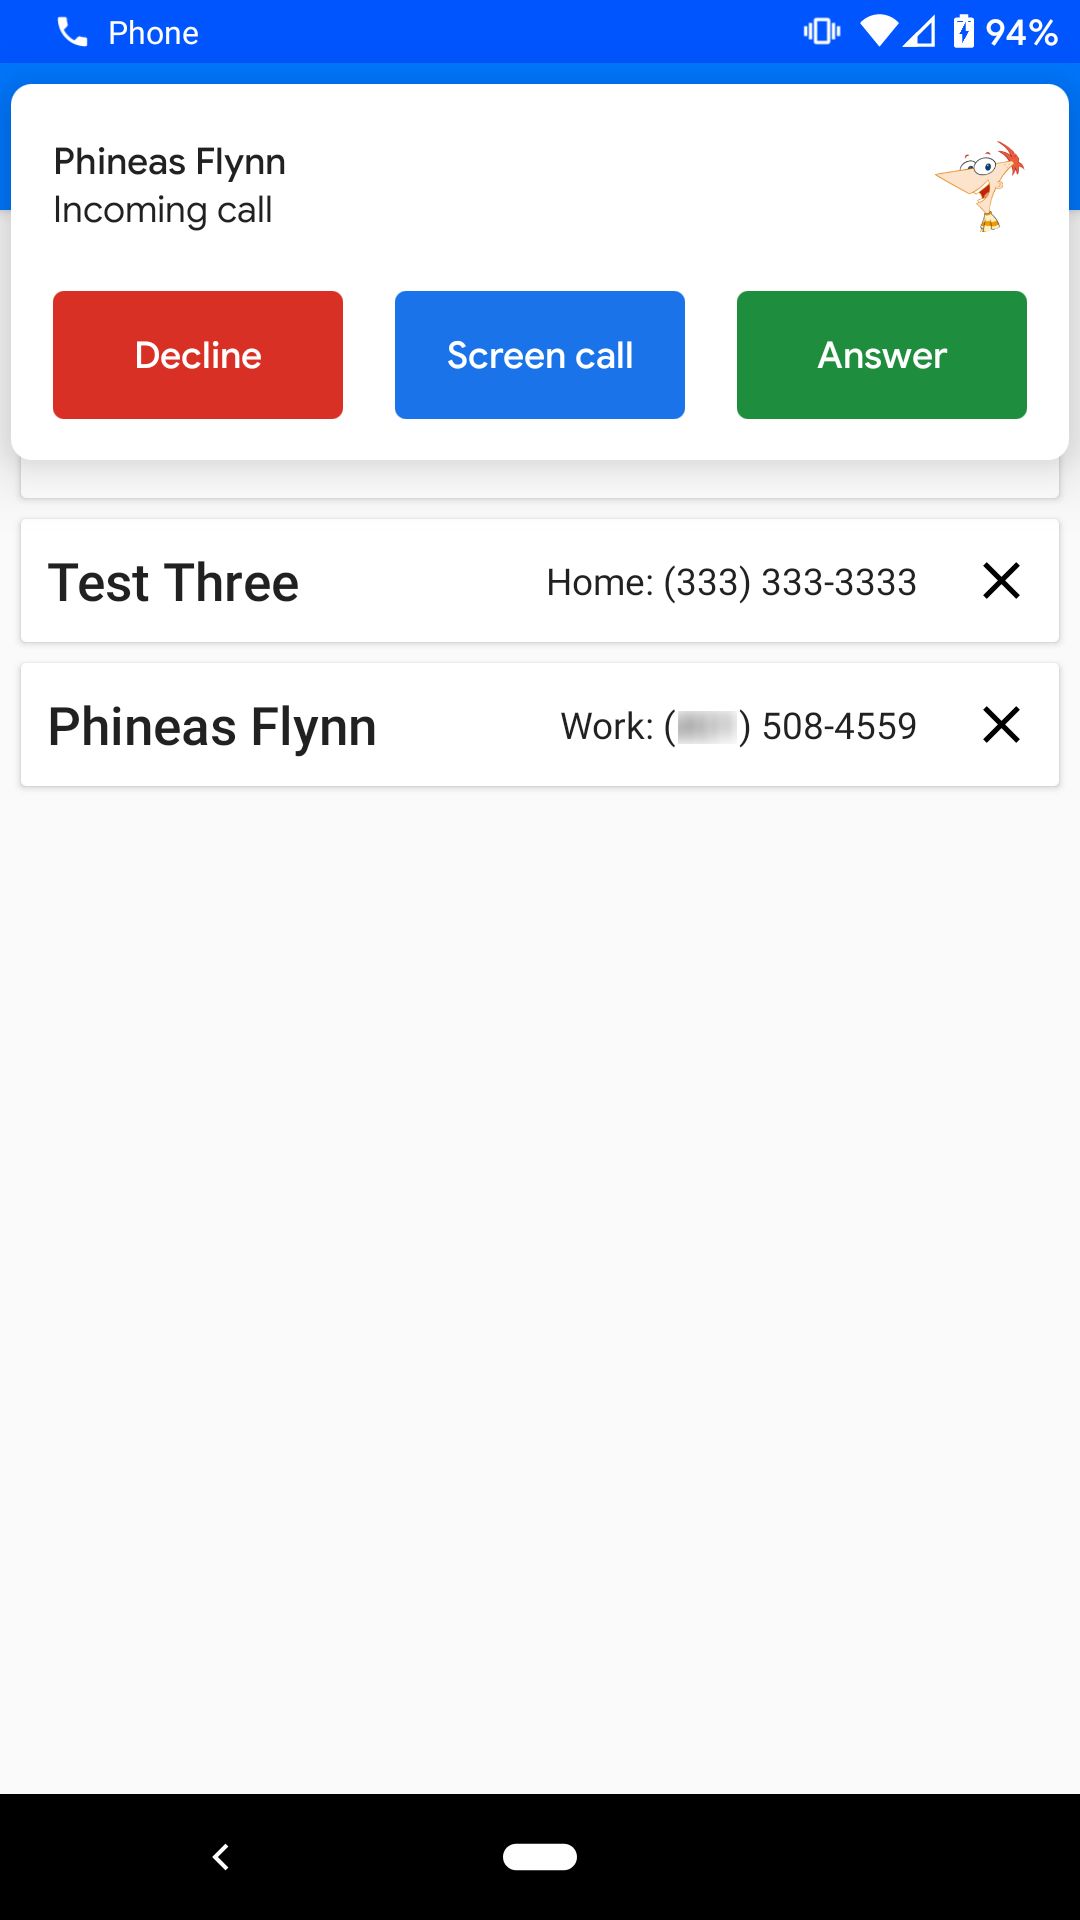 Phone 94%
Phineas Flynn
Incoming call
Decline Screen call Answer
Test Three Home: (333) 333-3333
Phineas Flynn Work: ( ) 508-4559